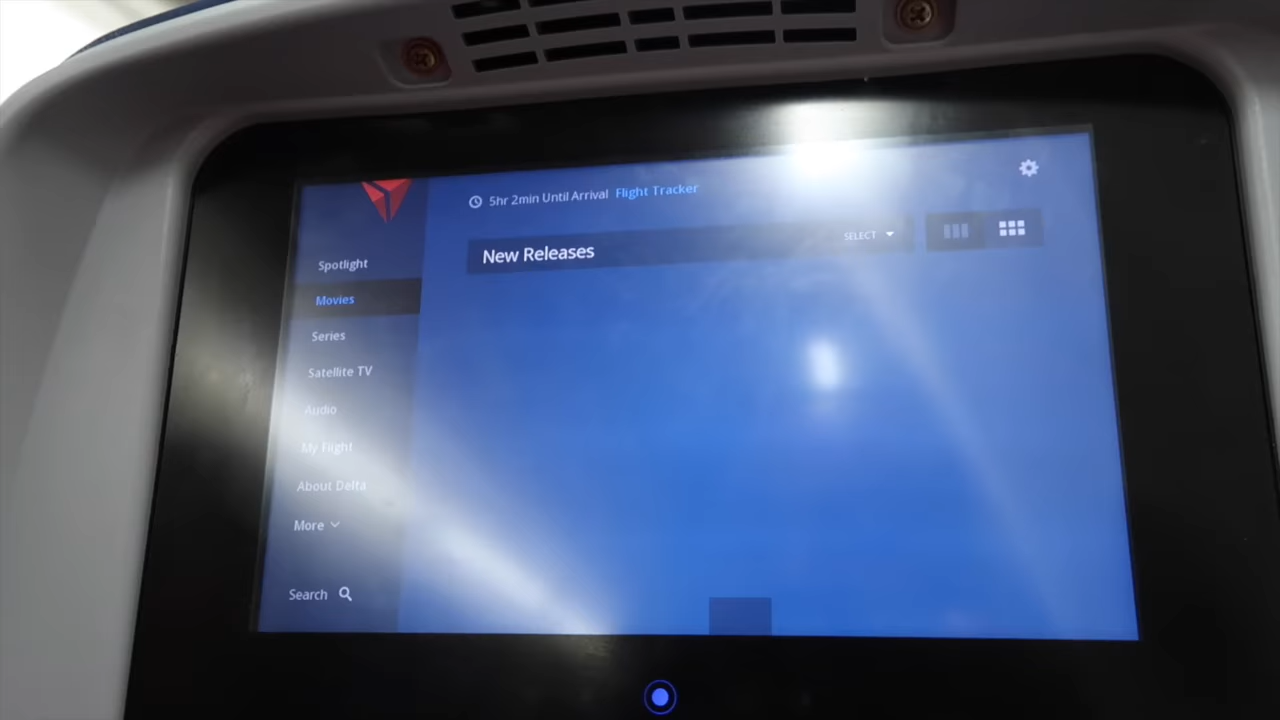 5hr 2min Until Arrival Flight Tracker
New Releases SELECT
Spotlight
Movies
Series
Satellite TV
Audio
My Flight
About Delta
More
Search